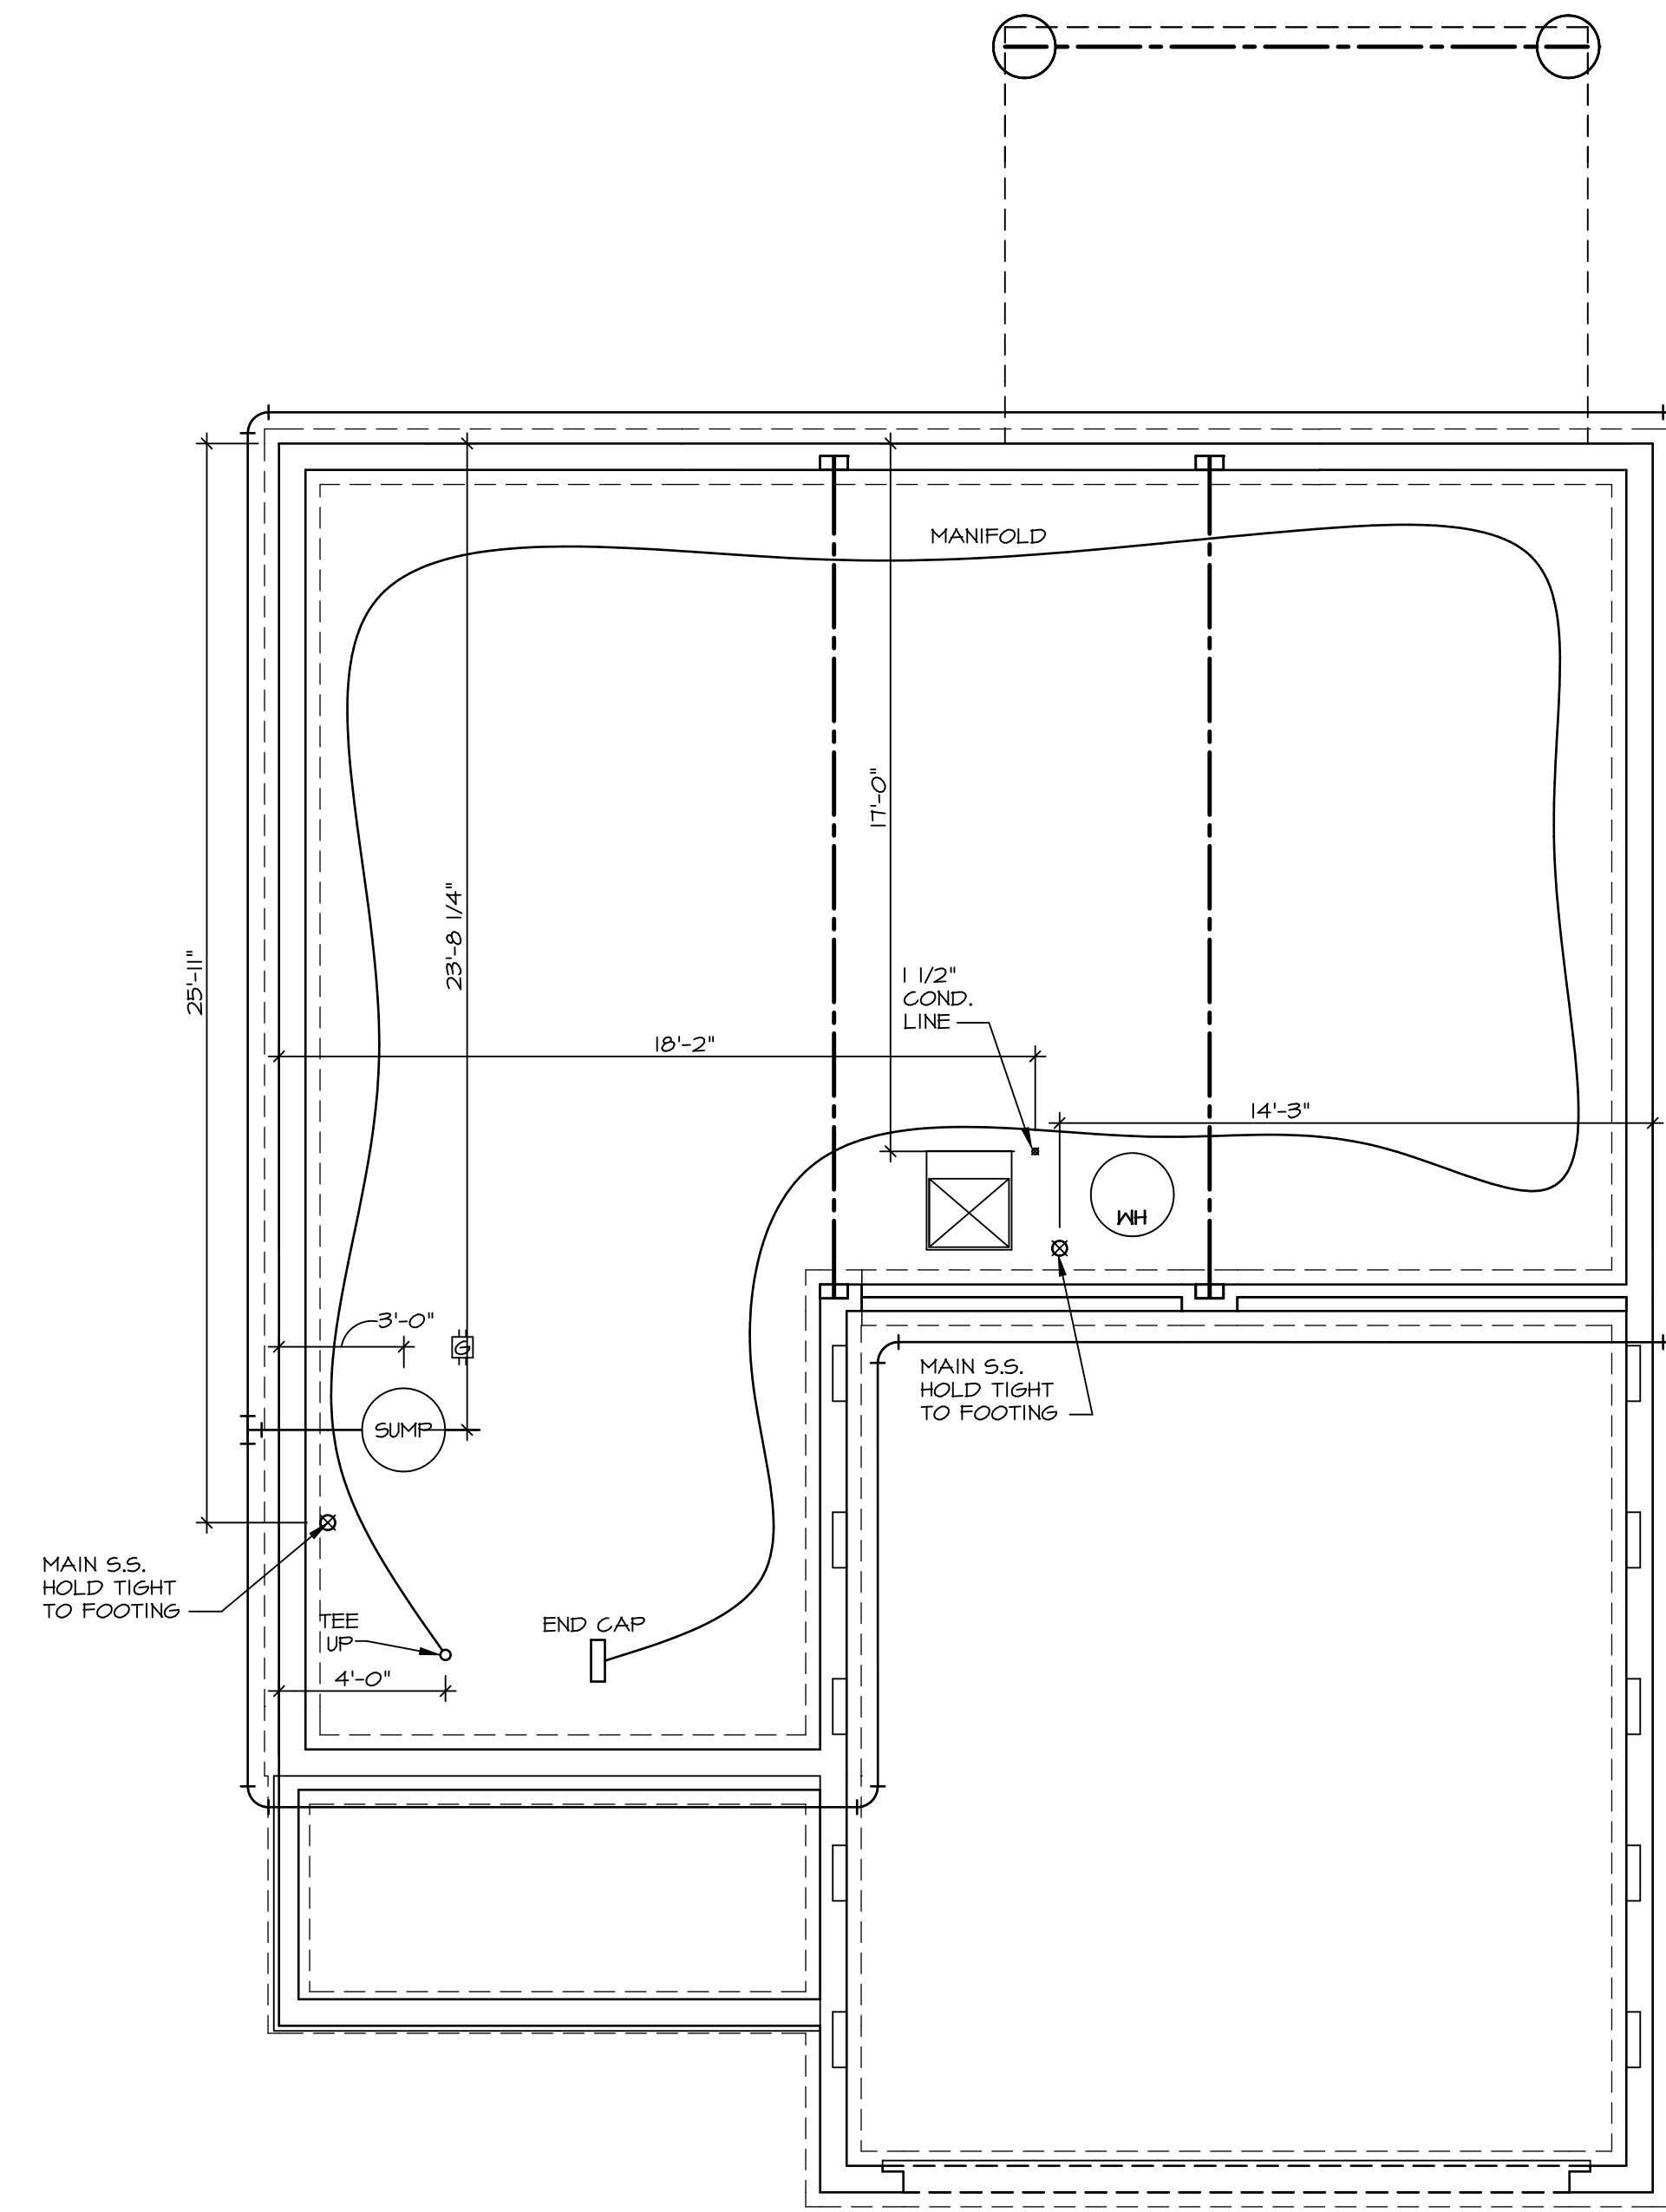 MANIFOLD
17'-0"
23'-8 1/4"
25'-11"
1 1/2"
COND.
LINE
18'-2"
14'-3"
WH
3'-0"
G
MAIN S.S.
HOLD TIGHT
TO FOOTING
SUMP
MAIN S.S.
HOLD TIGHT
TO FOOTING
TEE
UP
END CAP
4'-0"